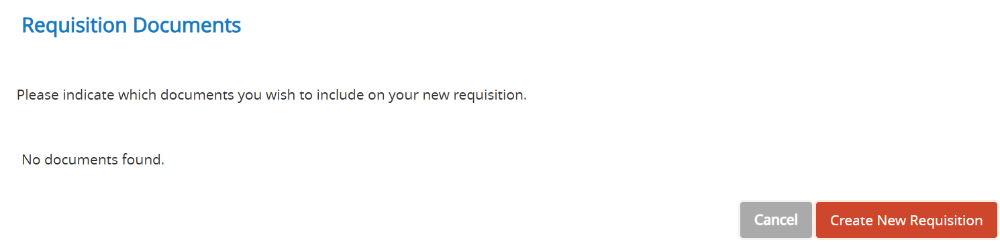 Requisition Documents
Please indicate which documents you wish to include on your new requisition.
No documents found.
Cancel Create New Requisition